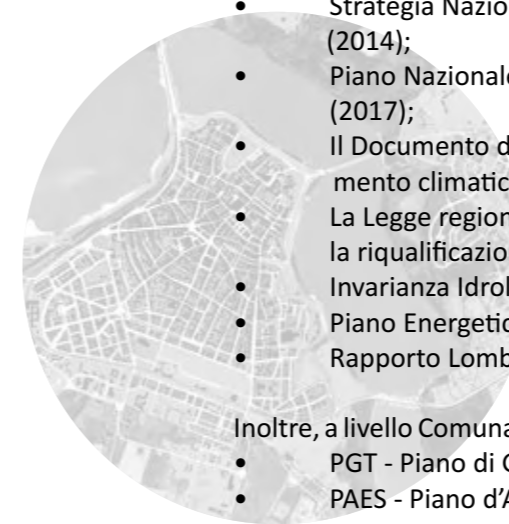 • Strategia Nazio
(2014);
• Piano Nazionale
(2017);
• Il Documento d
mento climatic
• La Legge region
la riqualificazio
• Invarianza Idrol
• Piano Energetic
• Rapporto Lomb
Inoltre, a livello Comuna
• PGT - Piano di G
• PAES - Piano d’A